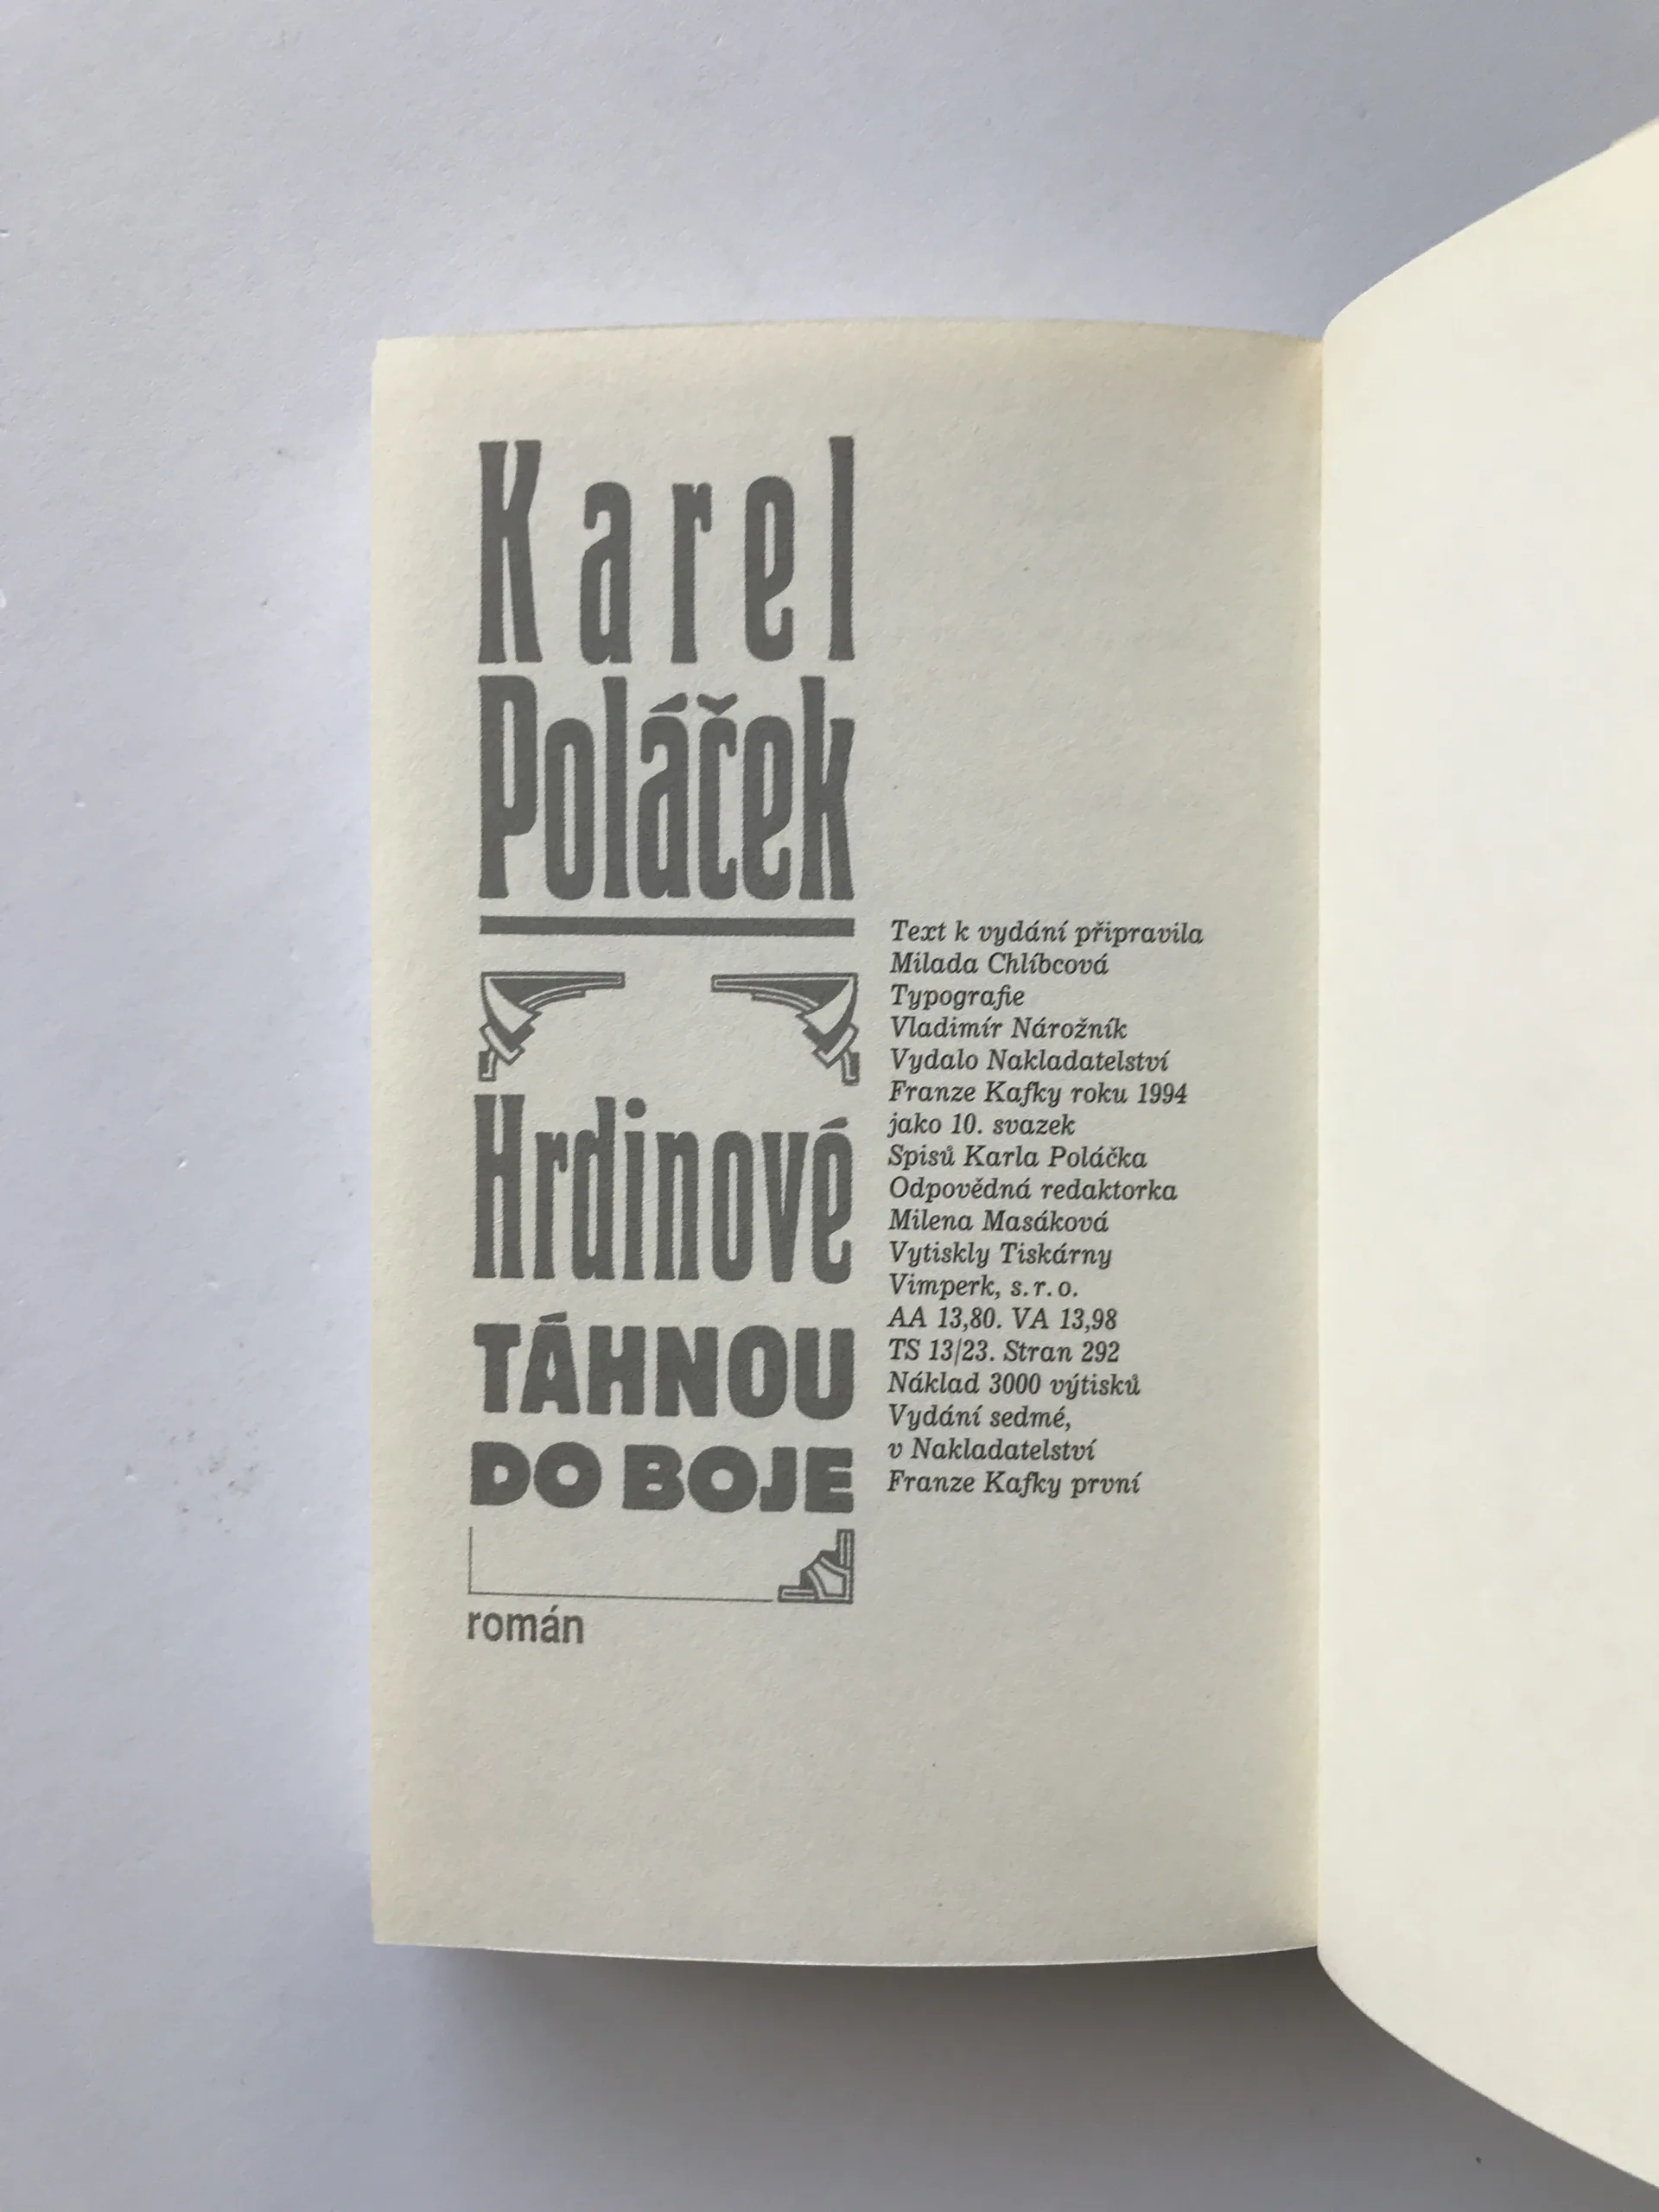 Karel
Poláček
Hrdinové
TÁHNOU
DO BOJE
román
Text k vydání připravila
Milada Chlíbcová
Typografie
Vladimír Nárožník
Vydalo Nakladatelství
Franze Kafky roku 1994
jako 10. svazek
Spisů Karla Poláčka
Odpovědná redaktorka
Milena Masáková
Vytiskly Tiskárny
Vimperk, s. r. o.
AA 13,80. VA 13,98
TS 13/23. Stran 292
Náklad 3000 výtisků
Vydání sedmé,
v Nakladatelství
Franze Kafky první